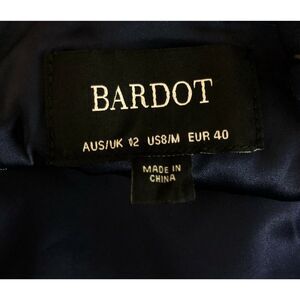 BARDOT
AUS/UK 12 US8/M EUR 40
MADE IN
CHINA